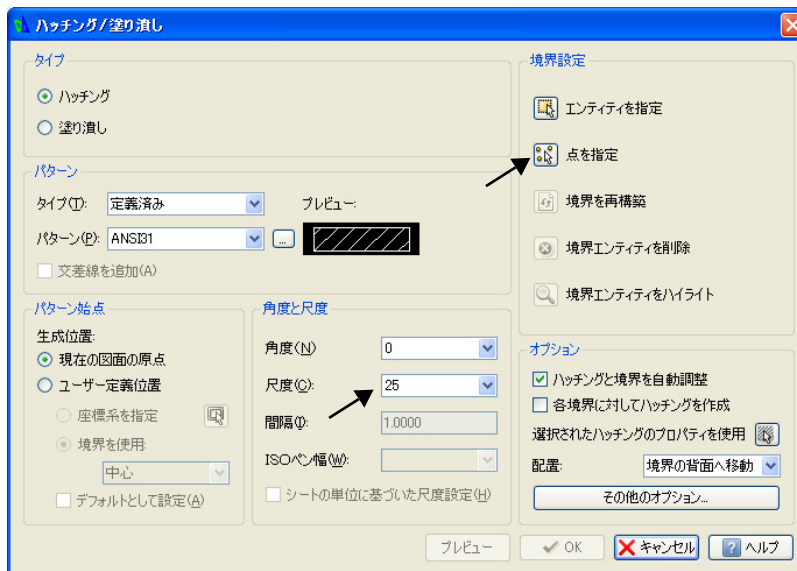 ハッチング/塗り潰し
タイプ
ハッチング
塗り潰し
パターン
タイプ(T): 定義済み プレビュー:
パターン(P): ANSI31 ...
交差線を追加(A)
パターン始点
生成位置:
現在の図面の原点
ユーザー定義位置
座標系を指定
境界を使用:
中心
デフォルトとして設定(A)
角度と尺度
角度(N) 0
尺度(C): 25
間隔(I): 1.0000
ISOペン幅(W):
シートの単位に基づいた尺度設定(H)
境界設定
エンティティを指定
点を指定
境界を再構築
境界エンティティを削除
境界エンティティをハイライト
オプション
ハッチングと境界を自動調整
各境界に対してハッチングを作成
選択されたハッチングのプロパティを使用
配置: 境界の背面へ移動
その他のオプション...
プレビュー OK キャンセル ヘルプ